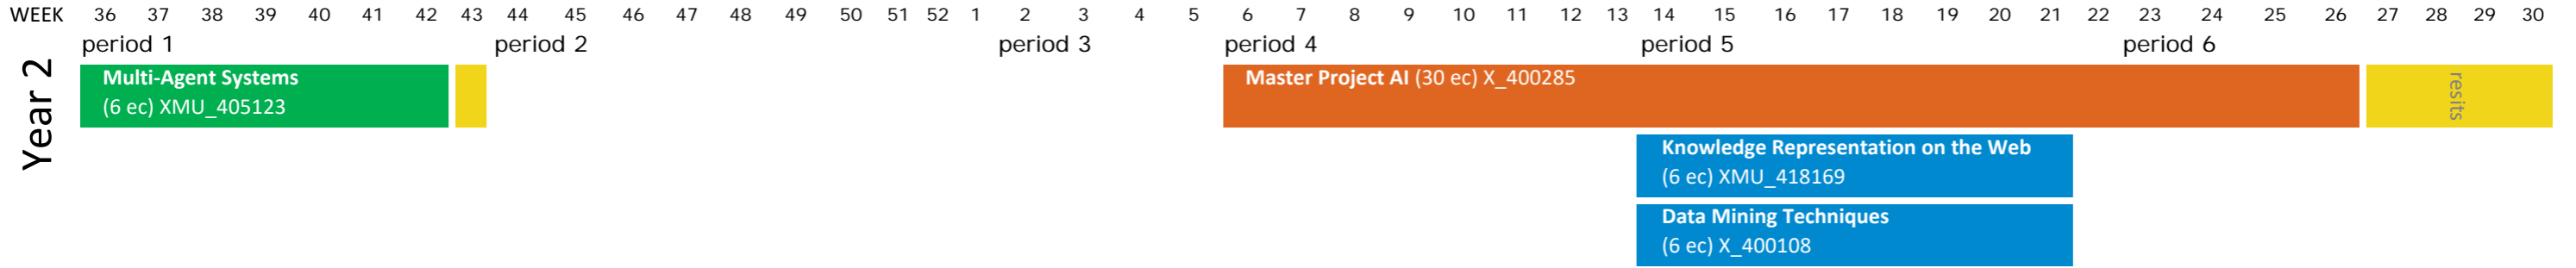 WEEK 36 37 38 39 40 41 42 43 44 45 46 47 48 49 50 51 52 1 2 3 4 5 6 7 8 9 10 11 12 13 14 15 16 17 18 19 20 21 22 23 24 25 26 27 28 29 30
period 1 period 2 period 3 period 4 period 5 period 6
Year 2
Multi-Agent Systems
(6 ec) XMU_405123
Master Project AI (30 ec) X_400285
resits
Knowledge Representation on the Web
(6 ec) XMU_418169
Data Mining Techniques
(6 ec) X_400108